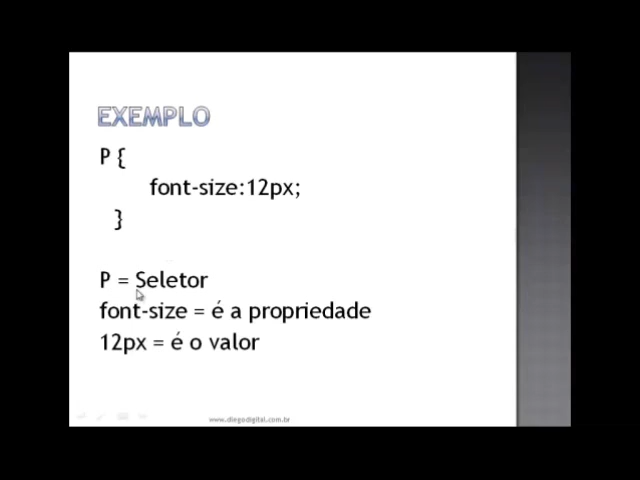 EXEMPLO
P {
font-size:12px;
}
P = Seletor
font-size = é a propriedade
12px = é o valor
www.diegodigital.com.br